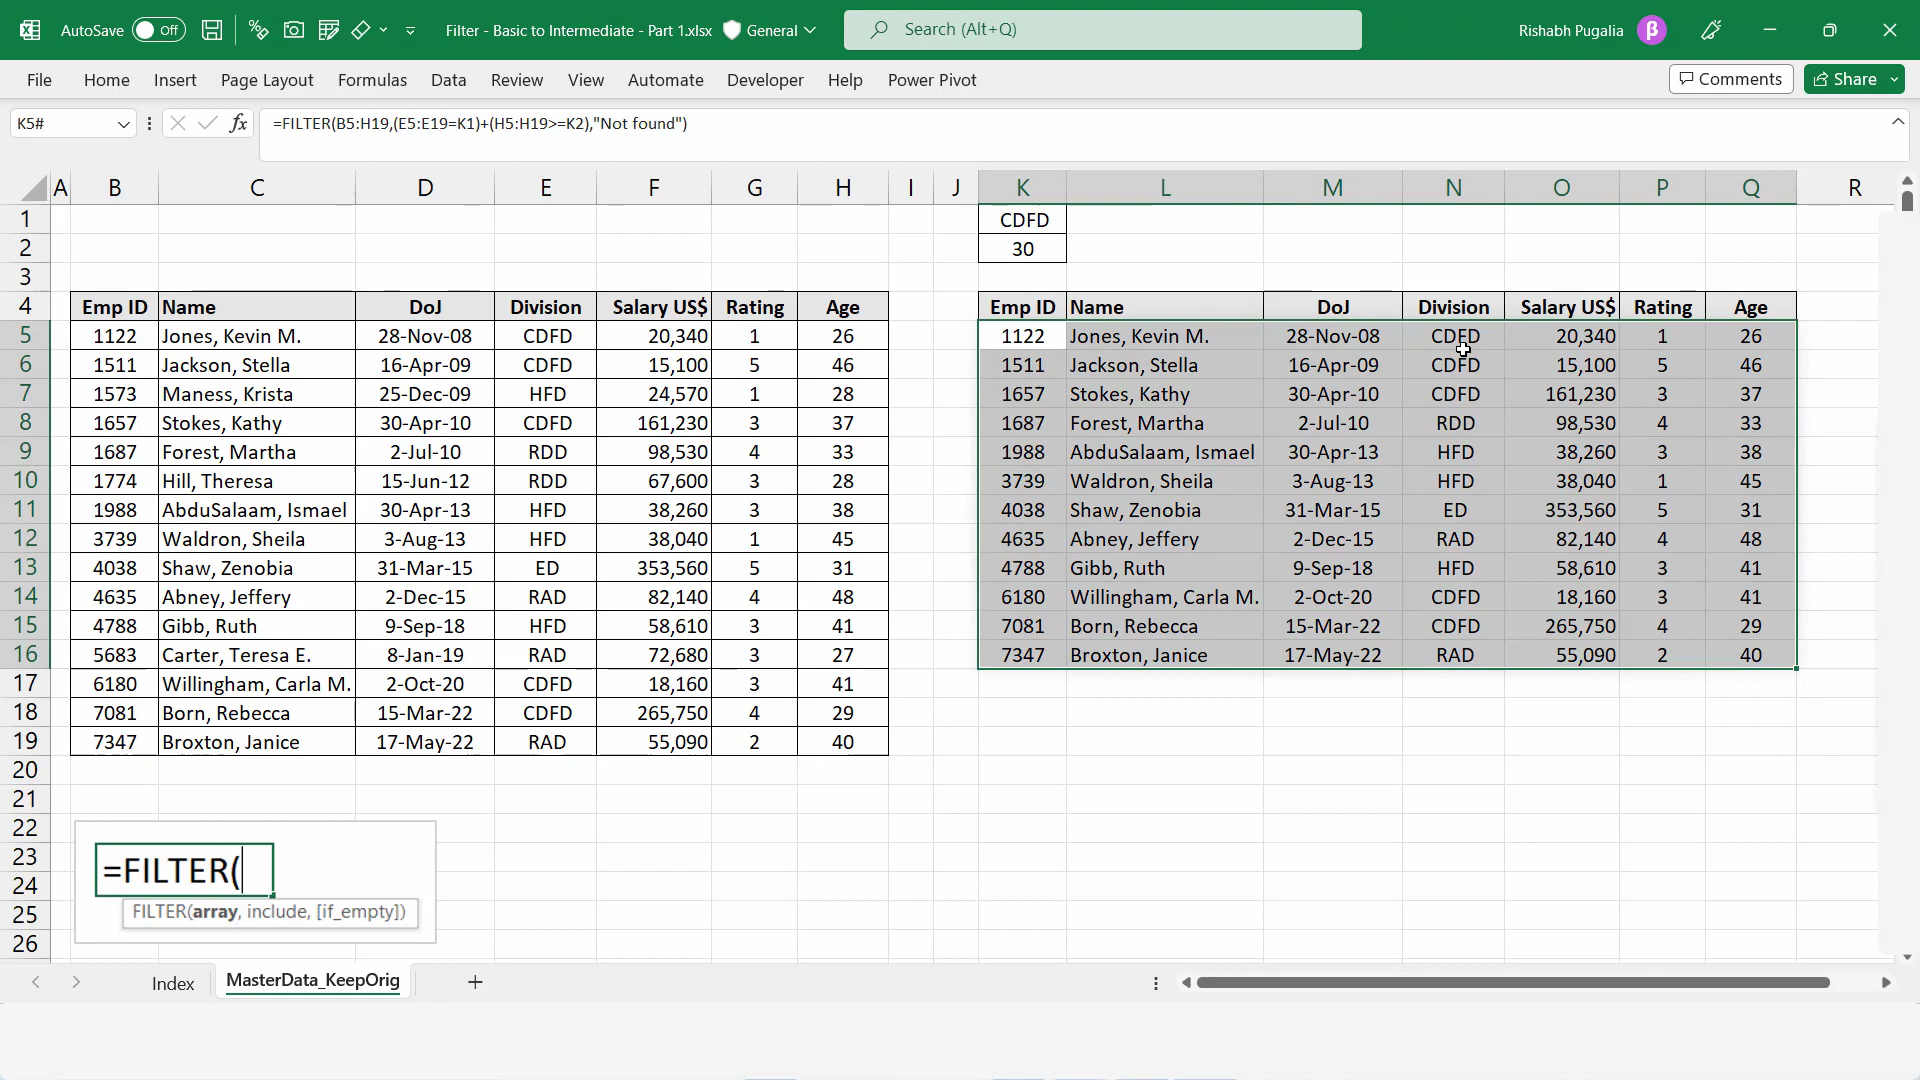 AutoSave Off Filter - Basic to Intermediate - Part 1.xlsx General Search (Alt+Q) Rishabh Pugalia β
File Home Insert Page Layout Formulas Data Review View Automate Developer Help Power Pivot Comments Share
K5# fx =FILTER(B5:H19,(E5:E19=K1)+(H5:H19>=K2),"Not found")
A B C D E F G H I J K L M N O P Q R
1 CDFD
2 30
3
4 Emp ID Name DoJ Division Salary US$ Rating Age Emp ID Name DoJ Division Salary US$ Rating Age
5 1122 Jones, Kevin M. 28-Nov-08 CDFD 20,340 1 26 1122 Jones, Kevin M. 28-Nov-08 CDFD 20,340 1 26
6 1511 Jackson, Stella 16-Apr-09 CDFD 15,100 5 46 1511 Jackson, Stella 16-Apr-09 CDFD 15,100 5 46
7 1573 Maness, Krista 25-Dec-09 HFD 24,570 1 28 1657 Stokes, Kathy 30-Apr-10 CDFD 161,230 3 37
8 1657 Stokes, Kathy 30-Apr-10 CDFD 161,230 3 37 1687 Forest, Martha 2-Jul-10 RDD 98,530 4 33
9 1687 Forest, Martha 2-Jul-10 RDD 98,530 4 33 1988 AbduSalaam, Ismael 30-Apr-13 HFD 38,260 3 38
10 1774 Hill, Theresa 15-Jun-12 RDD 67,600 3 28 3739 Waldron, Sheila 3-Aug-13 HFD 38,040 1 45
11 1988 AbduSalaam, Ismael 30-Apr-13 HFD 38,260 3 38 4038 Shaw, Zenobia 31-Mar-15 ED 353,560 5 31
12 3739 Waldron, Sheila 3-Aug-13 HFD 38,040 1 45 4635 Abney, Jeffery 2-Dec-15 RAD 82,140 4 48
13 4038 Shaw, Zenobia 31-Mar-15 ED 353,560 5 31 4788 Gibb, Ruth 9-Sep-18 HFD 58,610 3 41
14 4635 Abney, Jeffery 2-Dec-15 RAD 82,140 4 48 6180 Willingham, Carla M. 2-Oct-20 CDFD 18,160 3 41
15 4788 Gibb, Ruth 9-Sep-18 HFD 58,610 3 41 7081 Born, Rebecca 15-Mar-22 CDFD 265,750 4 29
16 5683 Carter, Teresa E. 8-Jan-19 RAD 72,680 3 27 7347 Broxton, Janice 17-May-22 RAD 55,090 2 40
17 6180 Willingham, Carla M. 2-Oct-20 CDFD 18,160 3 41
18 7081 Born, Rebecca 15-Mar-22 CDFD 265,750 4 29
19 7347 Broxton, Janice 17-May-22 RAD 55,090 2 40
20
21
22
23 =FILTER(
24
25 FILTER(array, include, [if_empty])
26
Index MasterData_KeepOrig